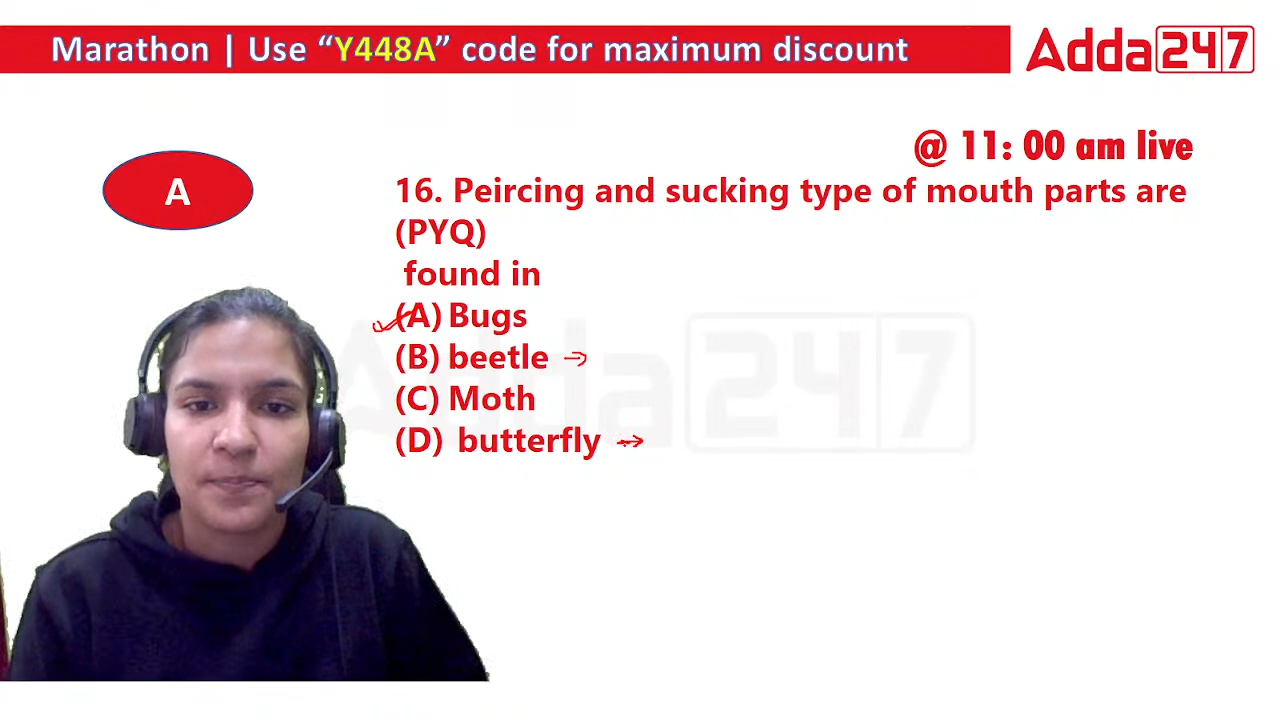 Marathon | Use “Y448A” code for maximum discount
Adda247
@ 11: 00 am live
A
16. Peircing and sucking type of mouth parts are
(PYQ)
found in
(A) Bugs
(B) beetle
(C) Moth
(D) butterfly
Adda247